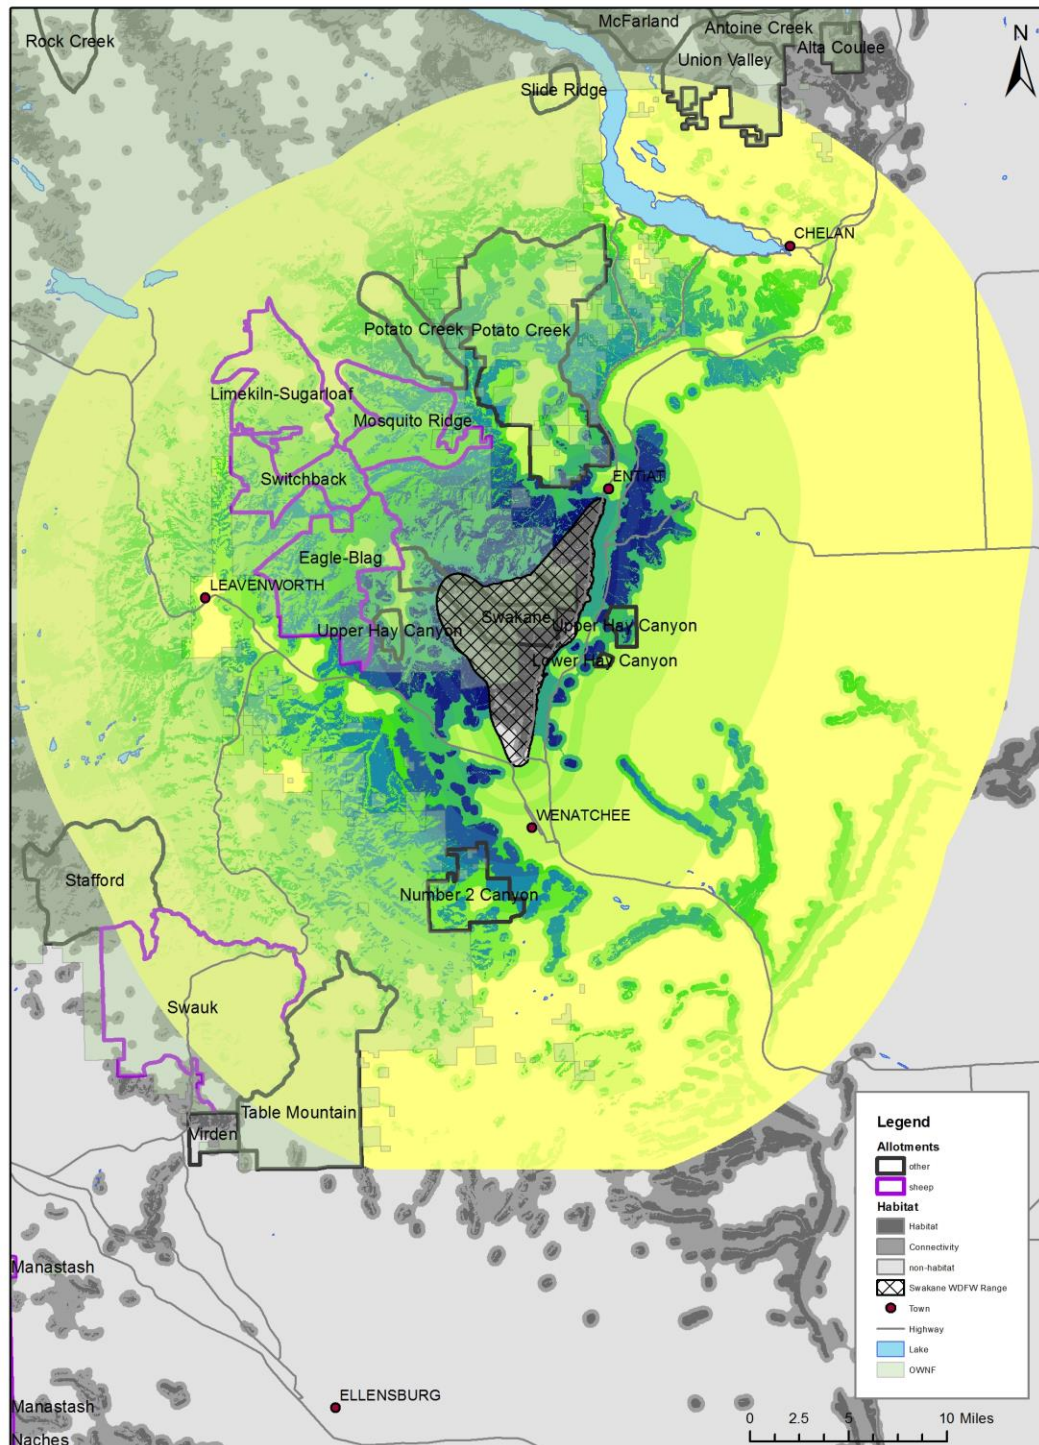 McFarland
Antoine Creek
Rock Creek
Alta Coulee
N
Union Valley
Slide Ridge
CHELAN
Potato Creek
Potato Creek
Limekiln-Sugarloaf
Mosquito Ridge
Switchback
ENTIAT
Eagle-Blag
LEAVENWORTH
Swakane
Upper Hay Canyon
Upper Hay Canyon
Lower Hay Canyon
WENATCHEE
Stafford
Number 2 Canyon
Swauk
Table Mountain
Virden
Manastash
ELLENSBURG
Manastash
Naches
Legend
Allotments
other
sheep
Habitat
Habitat
Connectivity
non-habitat
Swakane WDFW Range
Town
Highway
Lake
OWNF
0 2.5 5 10 Miles